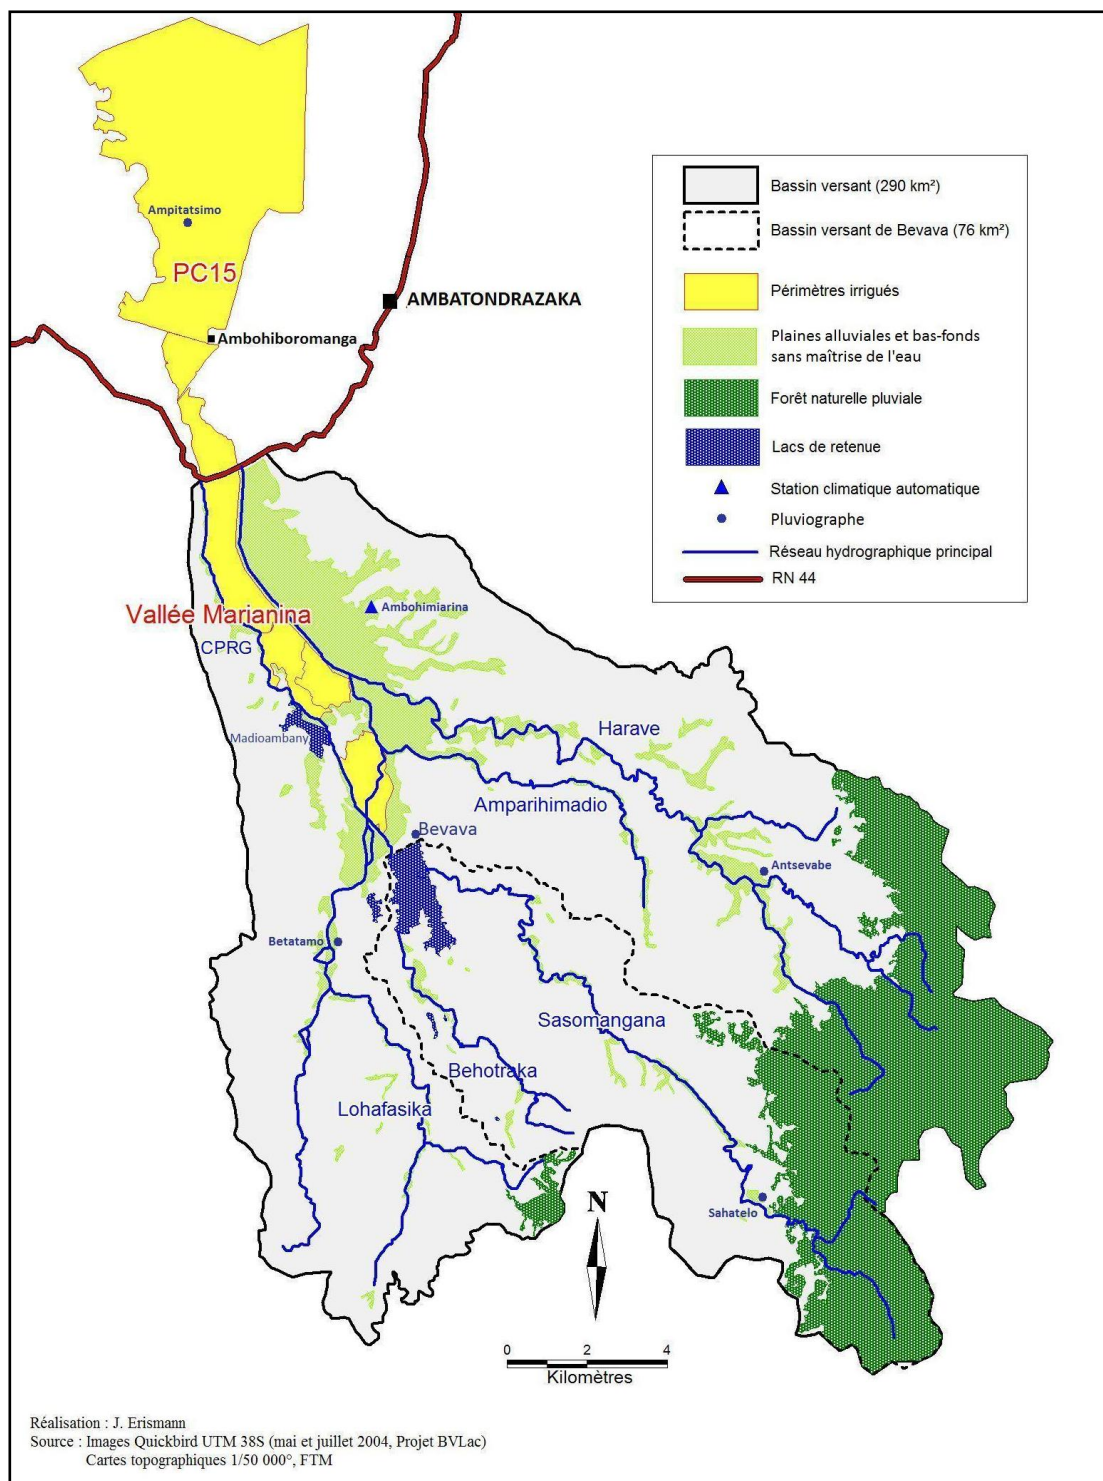 Ampitatsimo
PC15
AMBATONDRAZAKA
Ambohiboromanga
Bassin versant (290 km²)
Bassin versant de Bevava (76 km²)
Périmètres irrigués
Plaines alluviales et bas-fonds
sans maîtrise de l'eau
Forêt naturelle pluviale
Lacs de retenue
Station climatique automatique
Pluviographe
Réseau hydrographique principal
RN 44
Vallée Marianina
Ambohimiarina
CPRG
Madioambany
Harave
Amparihimadio
Bevava
Antsevabe
Betatamo
Sasomangana
Behotraka
Lohafasika
Sahatelo
N
0 2 4
Kilomètres
Réalisation : J. Erismann
Source : Images Quickbird UTM 38S (mai et juillet 2004, Projet BVLac)
Cartes topographiques 1/50 000°, FTM